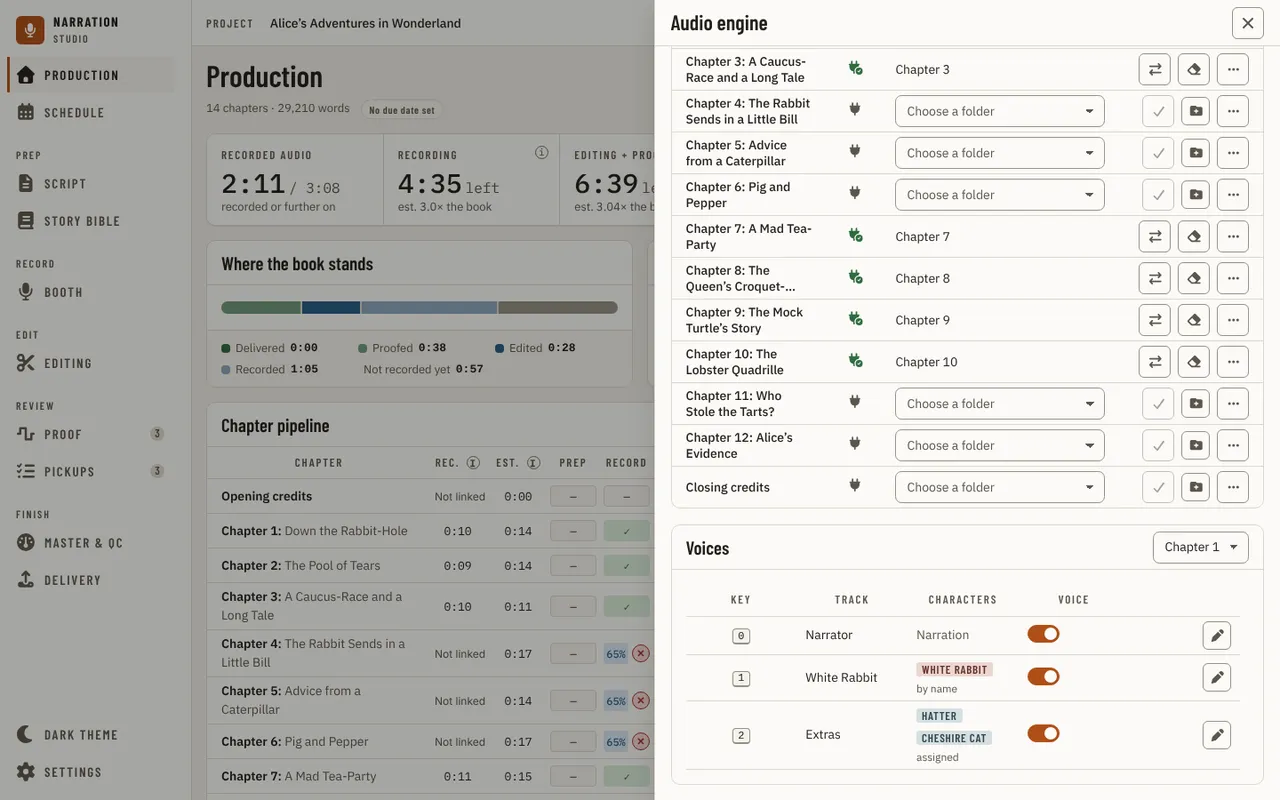 NARRATION
STUDIO
PRODUCTION
SCHEDULE
PREP
SCRIPT
STORY BIBLE
RECORD
BOOTH
EDIT
EDITING
REVIEW
PROOF 3
PICKUPS 3
FINISH
MASTER & QC
DELIVERY
DARK THEME
SETTINGS
PROJECT Alice's Adventures in Wonderland
Production
14 chapters · 29,210 words No due date set
RECORDED AUDIO
2:11 / 3:08
recorded or further on
RECORDING
4:35 left
est. 3.0× the book
EDITING + PRO
6:39 le
est. 3.04× the b
Where the book stands
Delivered 0:00 Proofed 0:38 Edited 0:28
Recorded 1:05 Not recorded yet 0:57
Chapter pipeline
CHAPTER REC. EST. PREP RECORD
Opening credits Not linked 0:00 — —
Chapter 1: Down the Rabbit-Hole 0:10 0:14 — ✓
Chapter 2: The Pool of Tears 0:09 0:14 — ✓
Chapter 3: A Caucus-Race and a
Long Tale 0:10 0:11 — ✓
Chapter 4: The Rabbit Sends in a
Little Bill Not linked 0:17 — 65%
Chapter 5: Advice from a
Caterpillar Not linked 0:14 — 65%
Chapter 6: Pig and Pepper Not linked 0:17 — 65%
Chapter 7: A Mad Tea-Party 0:11 0:15 — ✓
Audio engine
Chapter 3: A Caucus-
Race and a Long Tale Chapter 3
Chapter 4: The Rabbit
Sends in a Little Bill Choose a folder
Chapter 5: Advice
from a Caterpillar Choose a folder
Chapter 6: Pig and
Pepper Choose a folder
Chapter 7: A Mad Tea-
Party Chapter 7
Chapter 8: The
Queen's Croquet-… Chapter 8
Chapter 9: The Mock
Turtle's Story Chapter 9
Chapter 10: The
Lobster Quadrille Chapter 10
Chapter 11: Who
Stole the Tarts? Choose a folder
Chapter 12: Alice's
Evidence Choose a folder
Closing credits Choose a folder
Voices Chapter 1
KEY TRACK CHARACTERS VOICE
0 Narrator Narration
1 White Rabbit WHITE RABBIT
by name
2 Extras HATTER
CHESHIRE CAT
assigned